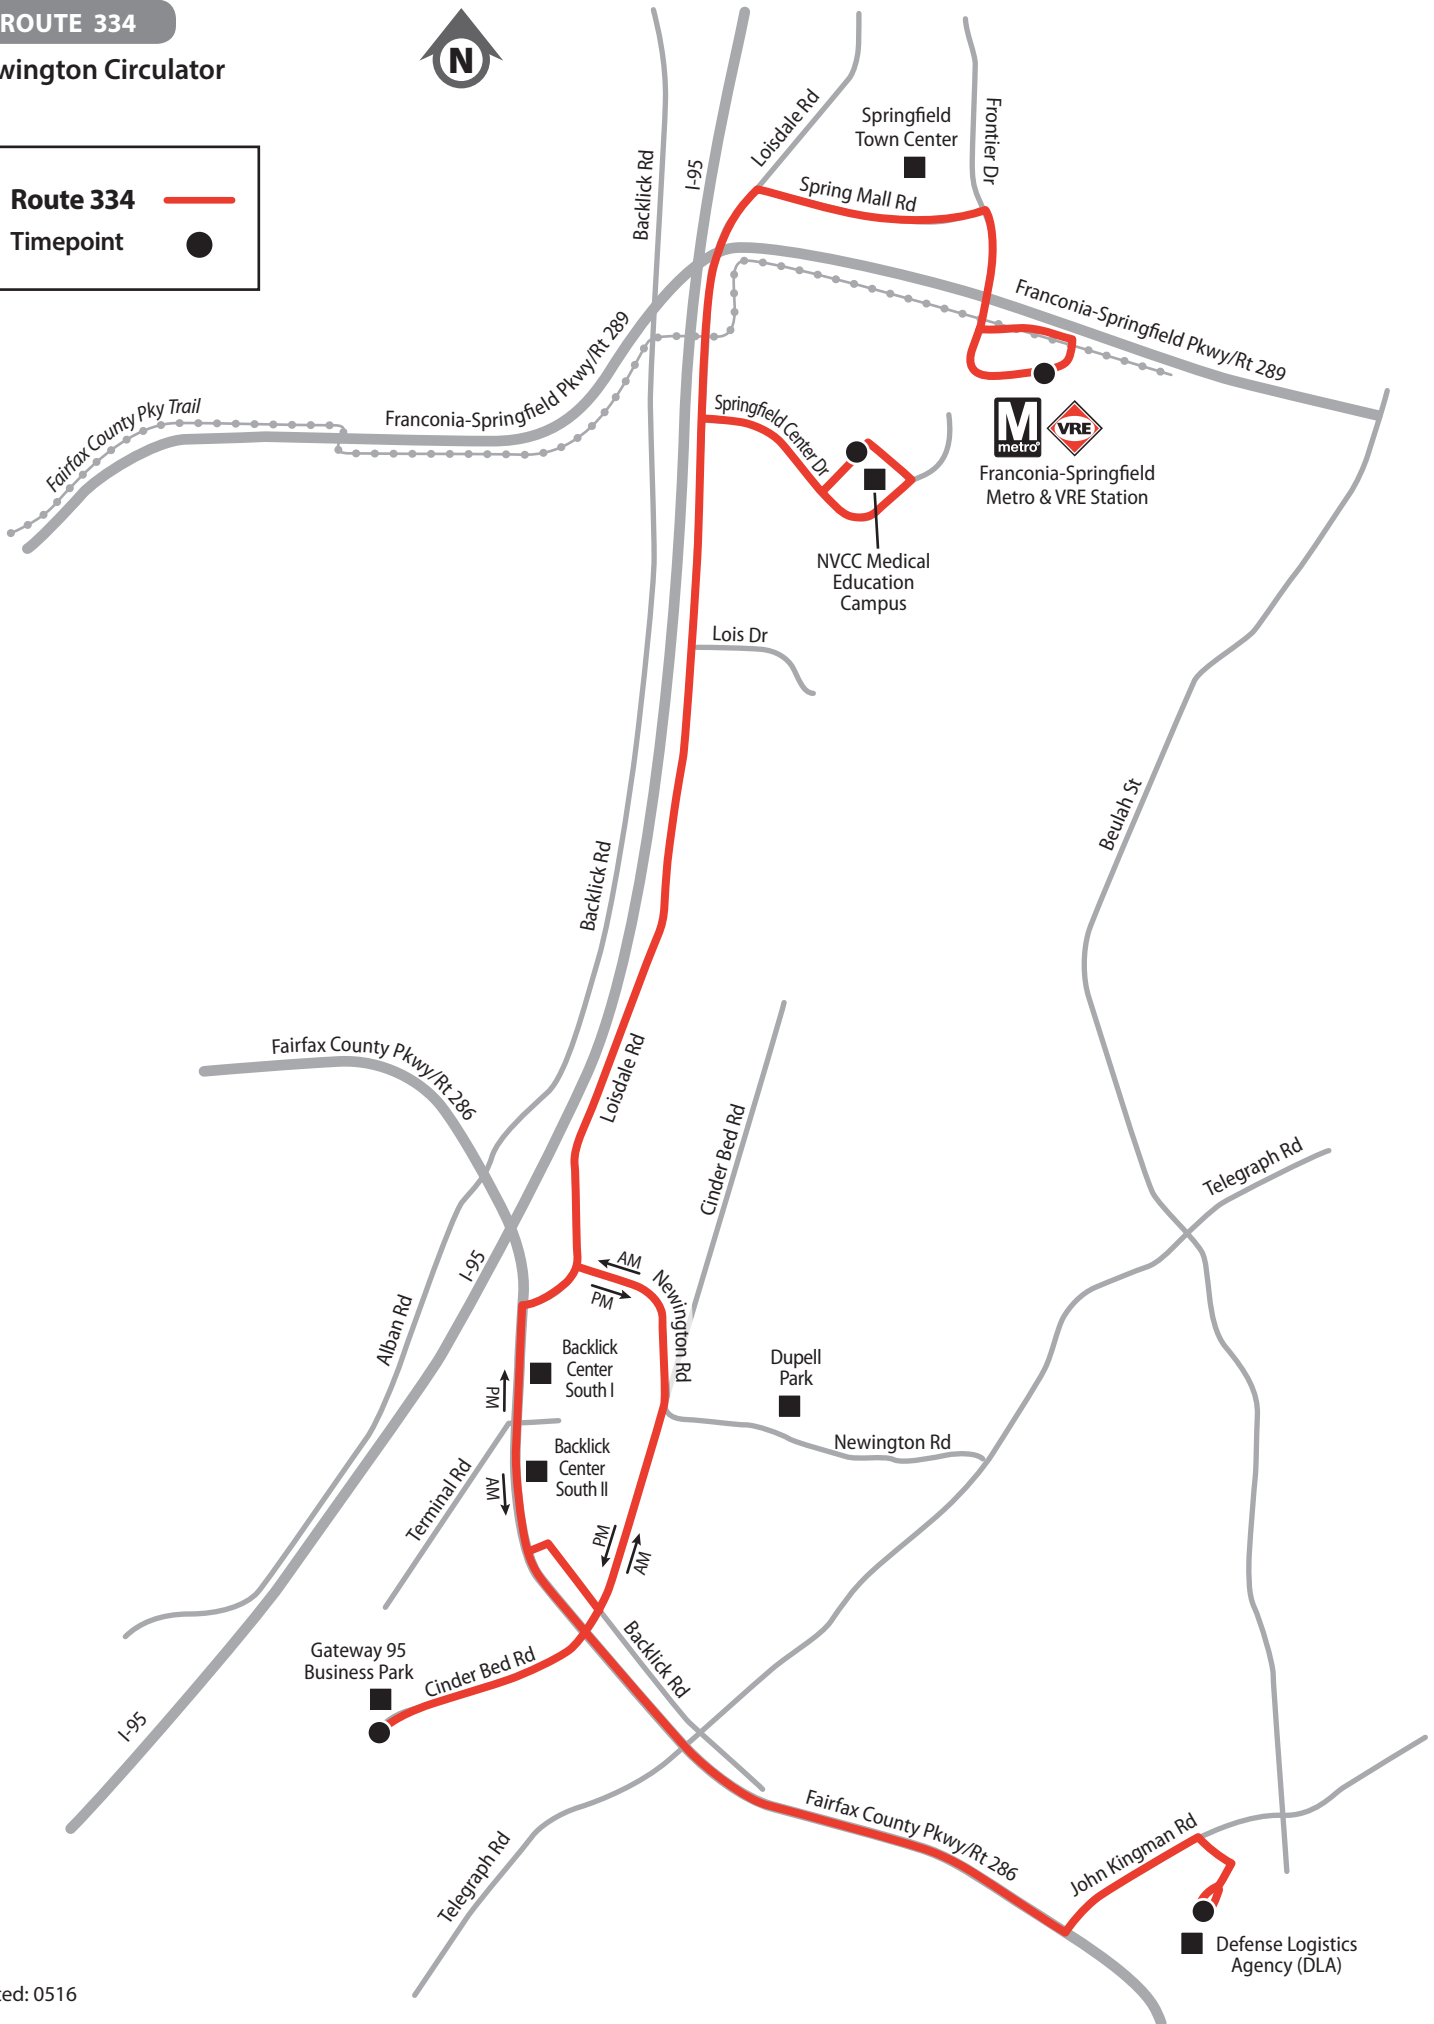 ROUTE 334
wington Circulator
N
Route 334
Timepoint
Backlick Rd
I-95
Loisdale Rd
Springfield
Town Center
Frontier Dr
Spring Mall Rd
Franconia-Springfield Pkwy/Rt 289
Franconia-Springfield Pkwy/Rt 289
Fairfax County Pky Trail
Springfield Center Dr
M
metro
VRE
Franconia-Springfield
Metro & VRE Station
NVCC Medical
Education
Campus
Lois Dr
Beulah St
Backlick Rd
Loisdale Rd
Fairfax County Pkwy/Rt 286
Cinder Bed Rd
Telegraph Rd
I-95
AM
PM
Newington Rd
Alban Rd
Backlick
Center
South I
PM
Dupell
Park
Newington Rd
Backlick
Center
South II
AM
Terminal Rd
PM
AM
Backlick Rd
Gateway 95
Business Park
Cinder Bed Rd
I-95
Fairfax County Pkwy/Rt 286
John Kingman Rd
Telegraph Rd
Defense Logistics
Agency (DLA)
ted: 0516